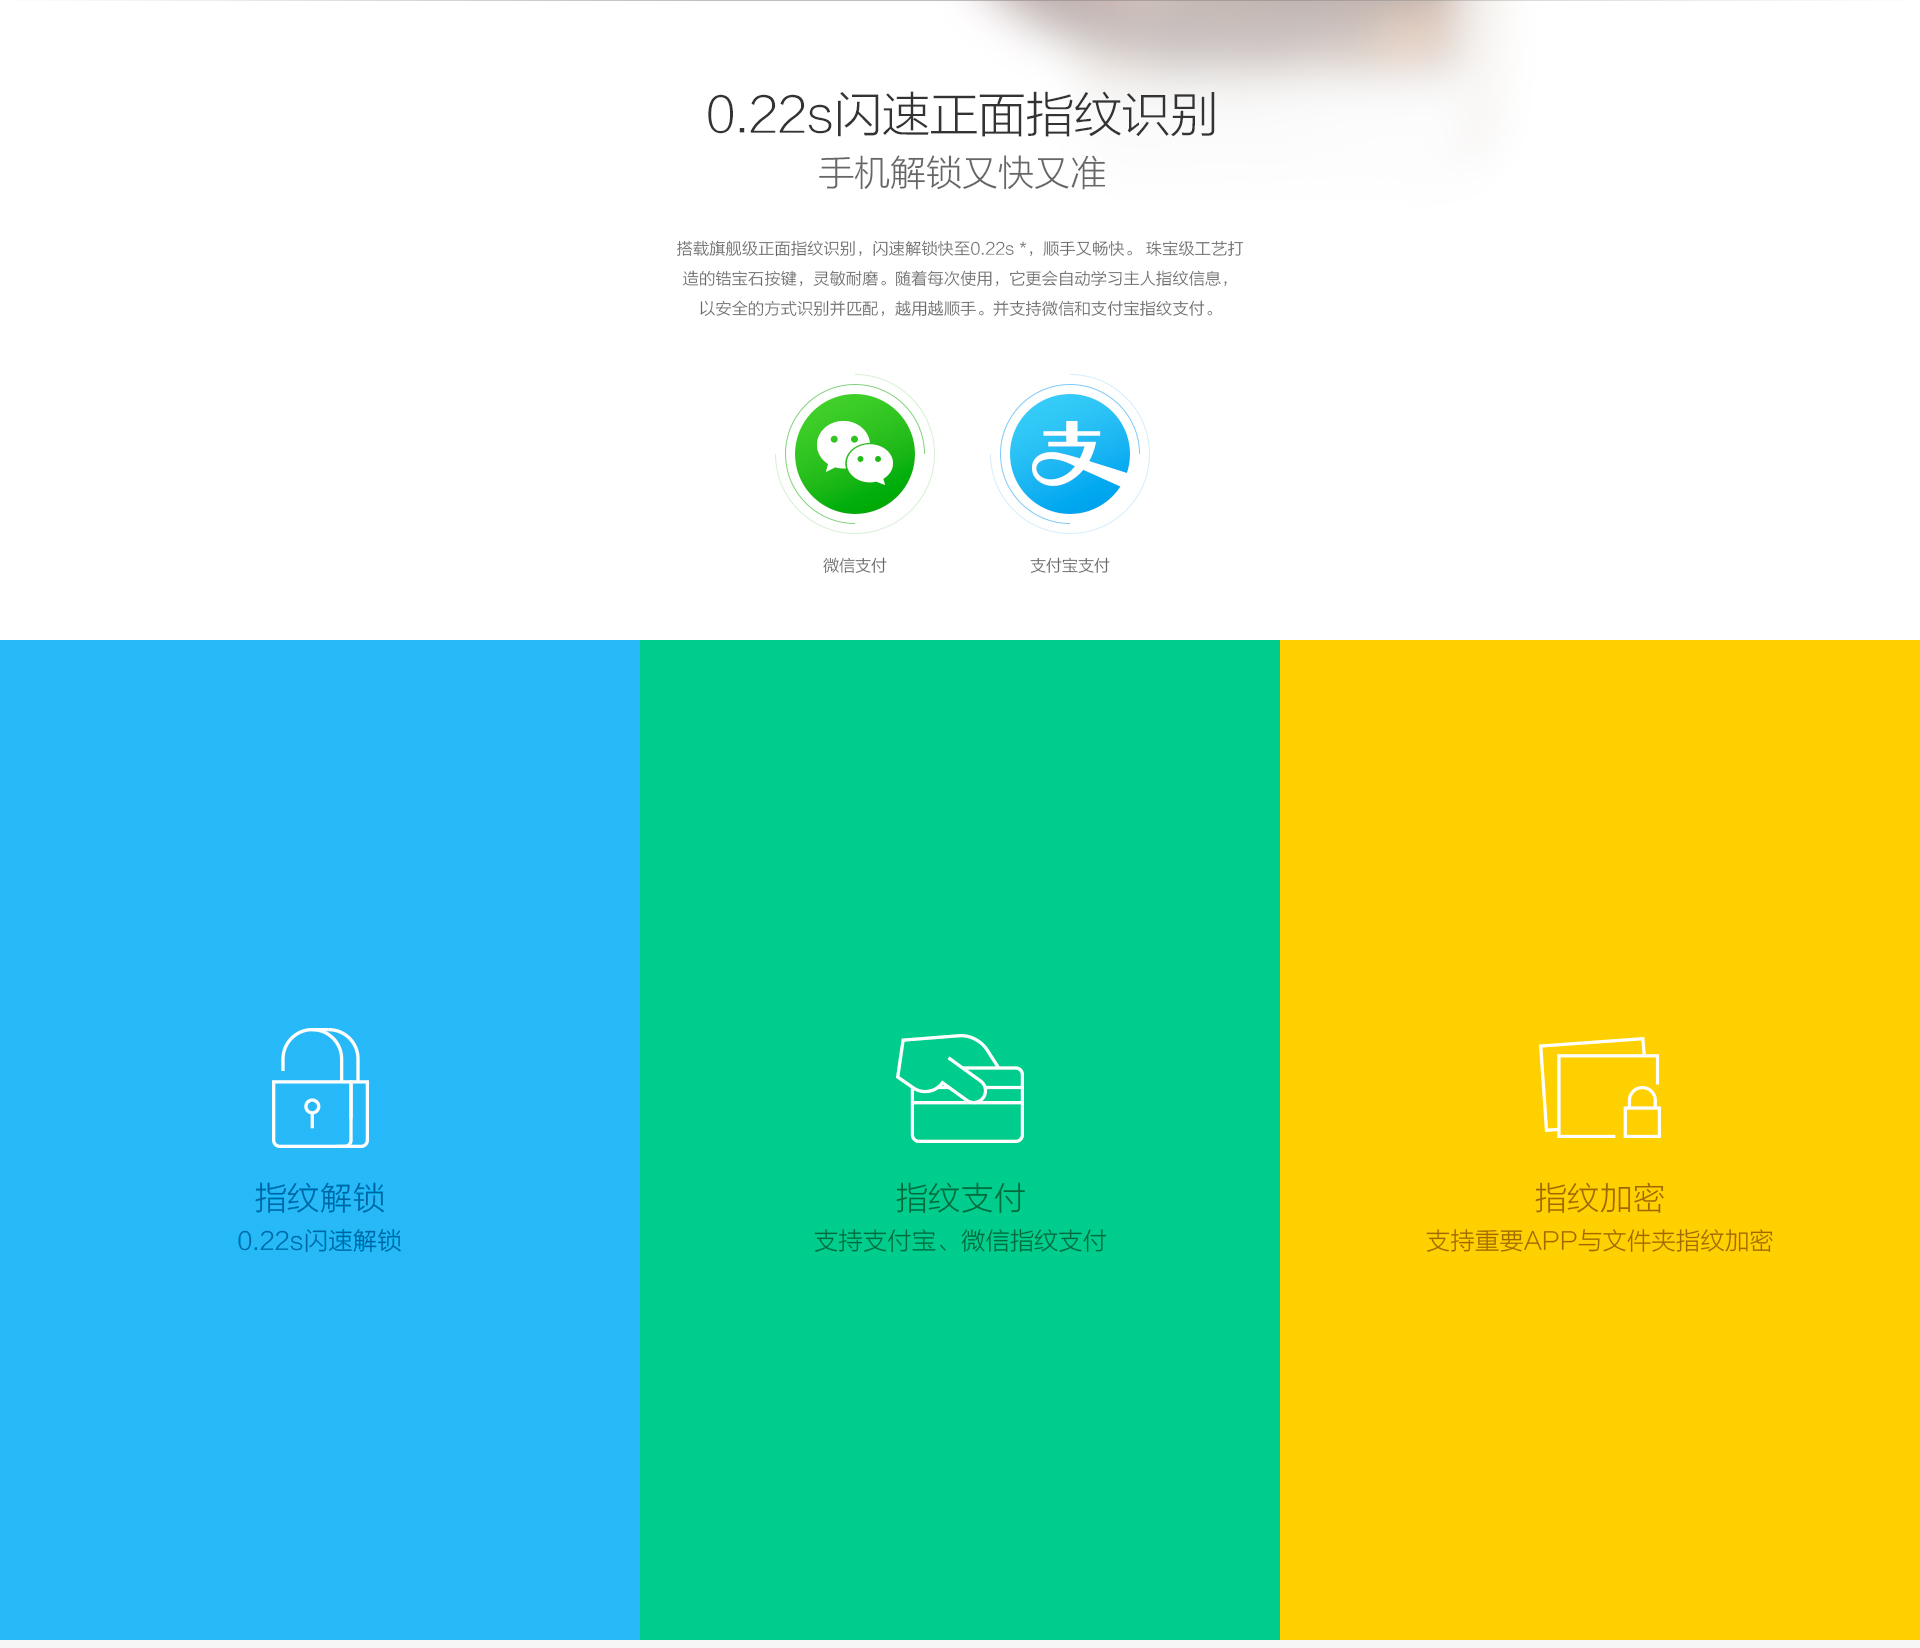 0.22s闪速正面指纹识别
手机解锁又快又准
搭载旗舰级正面指纹识别，闪速解锁快至0.22s *，顺手又畅快。 珠宝级工艺打
造的锆宝石按键，灵敏耐磨。随着每次使用，它更会自动学习主人指纹信息，
以安全的方式识别并匹配，越用越顺手。并支持微信和支付宝指纹支付。
支
微信支付
支付宝支付
指纹解锁
0.22s闪速解锁
指纹支付
支持支付宝、微信指纹支付
指纹加密
支持重要APP与文件夹指纹加密